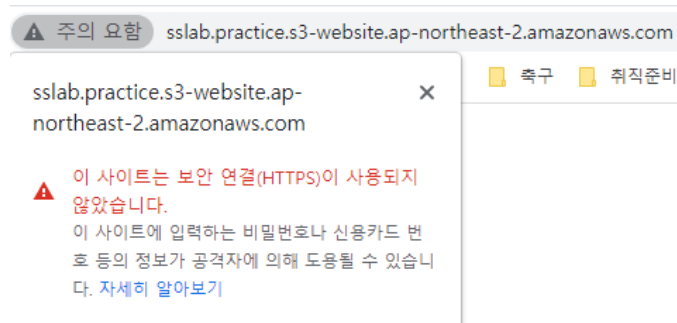 주의 요함 sslab.practice.s3-website.ap-northeast-2.amazonaws.com
축구 취직준비
sslab.practice.s3-website.ap-
northeast-2.amazonaws.com
이 사이트는 보안 연결(HTTPS)이 사용되지
않았습니다.
이 사이트에 입력하는 비밀번호나 신용카드 번
호 등의 정보가 공격자에 의해 도용될 수 있습니
다. 자세히 알아보기